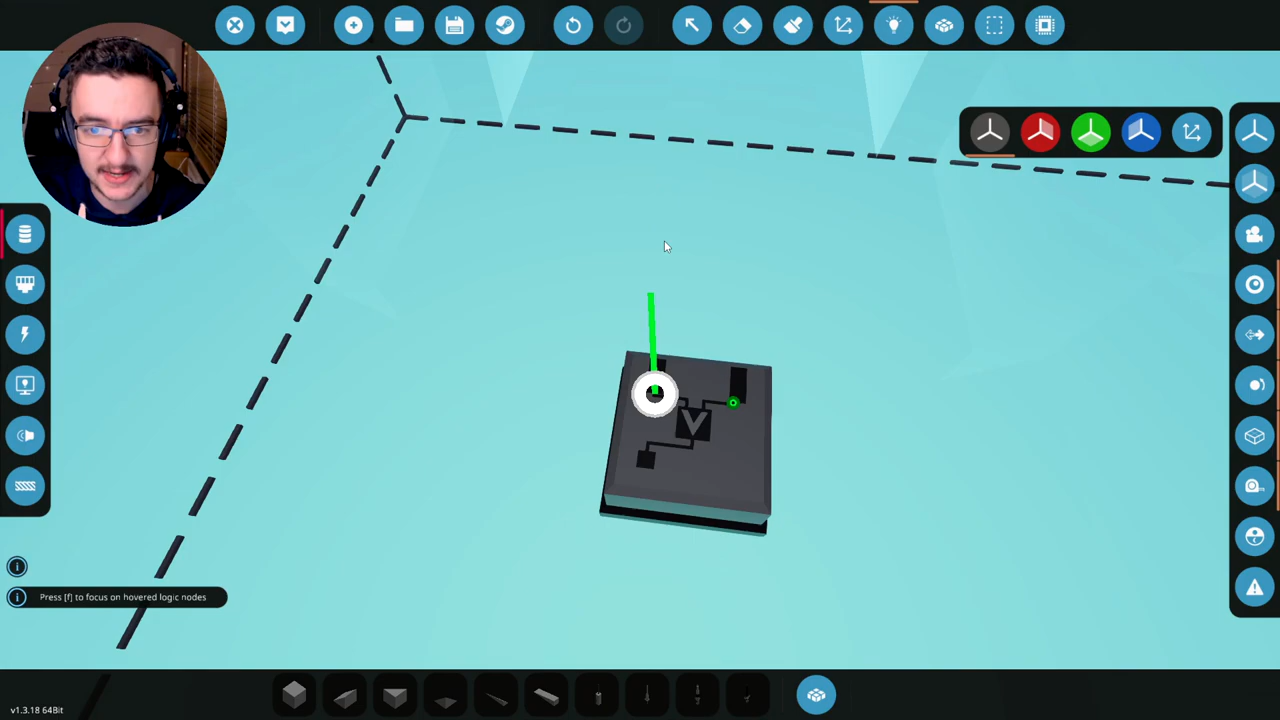 V
Press [f] to focus on hovered logic nodes
v1.3.18 64Bit